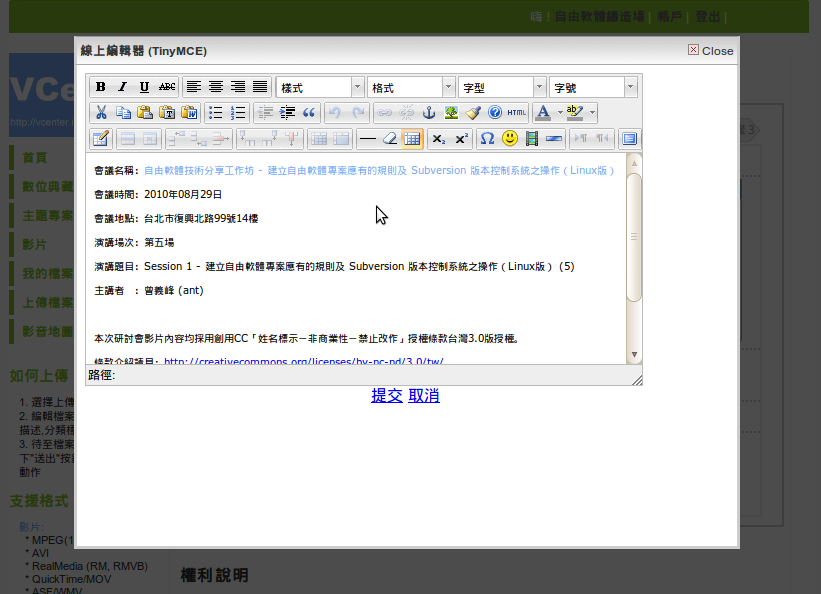 嗨！自由軟體鑄造場 | 帳戶 | 登出 |
線上編輯器 (TinyMCE)
Close
B I U ABC 樣式 格式 字型 字號
HTML A ab
X₂ X² Ω
VCe
http://vcenter.i
首頁
數位典藏
主題專案
影片
我的檔案
上傳檔案
影音地圖
會議名稱： 自由軟體技術分享工作坊 - 建立自由軟體專案應有的規則及 Subversion 版本控制系統之操作（Linux版）
會議時間： 2010年08月29日
會議地點： 台北市復興北路99號14樓
演講場次： 第五場
演講題目： Session 1 - 建立自由軟體專案應有的規則及 Subversion 版本控制系統之操作（Linux版） (5)
主講者 ： 曾義峰 (ant)
本次研討會影片內容均採用創用CC「姓名標示－非商業性－禁止改作」授權條款台灣3.0版授權。
條款介紹請見： http://creativecommons.org/licenses/by-nc-nd/3.0/tw/
路徑:
提交 取消
如何上傳
1. 選擇上傳
2. 編輯檔案
描述,分類標
3. 待至檔案
下"送出"按
動作
支援格式
影片:
* MPEG(1
* AVI
* RealMedia (RM, RMVB)
* QuickTime/MOV
* ASF/WMV
權利說明